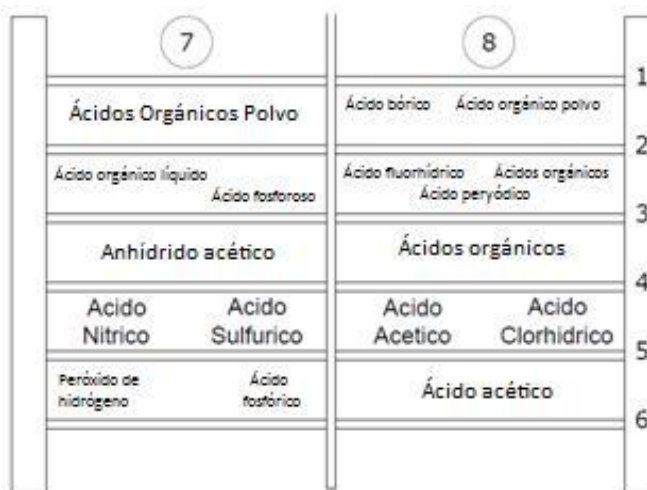 7 8
1
Ácidos Orgánicos Polvo
Ácido bórico Ácido orgánico polvo
2
Ácido orgánico líquido
Ácido fosforoso
Ácido fluorhídrico Ácidos orgánicos
Ácido peryódico
3
Anhídrido acético
Ácidos orgánicos
4
Acido
Nitrico
Acido
Sulfurico
Acido
Acetico
Acido
Clorhidrico
5
Peróxido de
hidrógeno
Ácido
fosfórico
Ácido acético
6